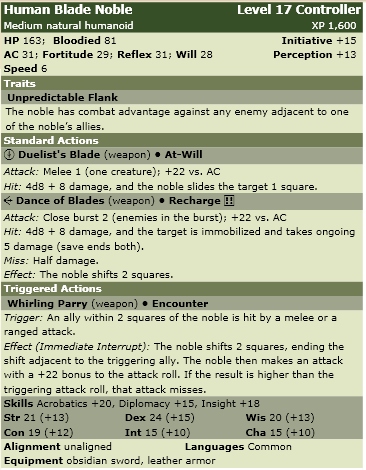 Human Blade Noble Level 17 Controller
Medium natural humanoid XP 1,600
HP 163; Bloodied 81 Initiative +15
AC 31; Fortitude 29; Reflex 31; Will 28 Perception +13
Speed 6
Traits
Unpredictable Flank
The noble has combat advantage against any enemy adjacent to one of the noble's allies.
Standard Actions
Duelist's Blade (weapon) • At-Will
Attack: Melee 1 (one creature); +22 vs. AC
Hit: 4d8 + 8 damage, and the noble slides the target 1 square.
Dance of Blades (weapon) • Recharge ⚅
Attack: Close burst 2 (enemies in the burst); +22 vs. AC
Hit: 4d8 + 8 damage, and the target is immobilized and takes ongoing
5 damage (save ends both).
Miss: Half damage.
Effect: The noble shifts 2 squares.
Triggered Actions
Whirling Parry (weapon) • Encounter
Trigger: An ally within 2 squares of the noble is hit by a melee or a
ranged attack.
Effect (Immediate Interrupt): The noble shifts 2 squares, ending the
shift adjacent to the triggering ally. The noble then makes an attack
with a +22 bonus to the attack roll. If the result is higher than the
triggering attack roll, that attack misses.
Skills Acrobatics +20, Diplomacy +15, Insight +18
Str 21 (+13) Dex 24 (+15) Wis 20 (+13)
Con 19 (+12) Int 15 (+10) Cha 15 (+10)
Alignment unaligned Languages Common
Equipment obsidian sword, leather armor